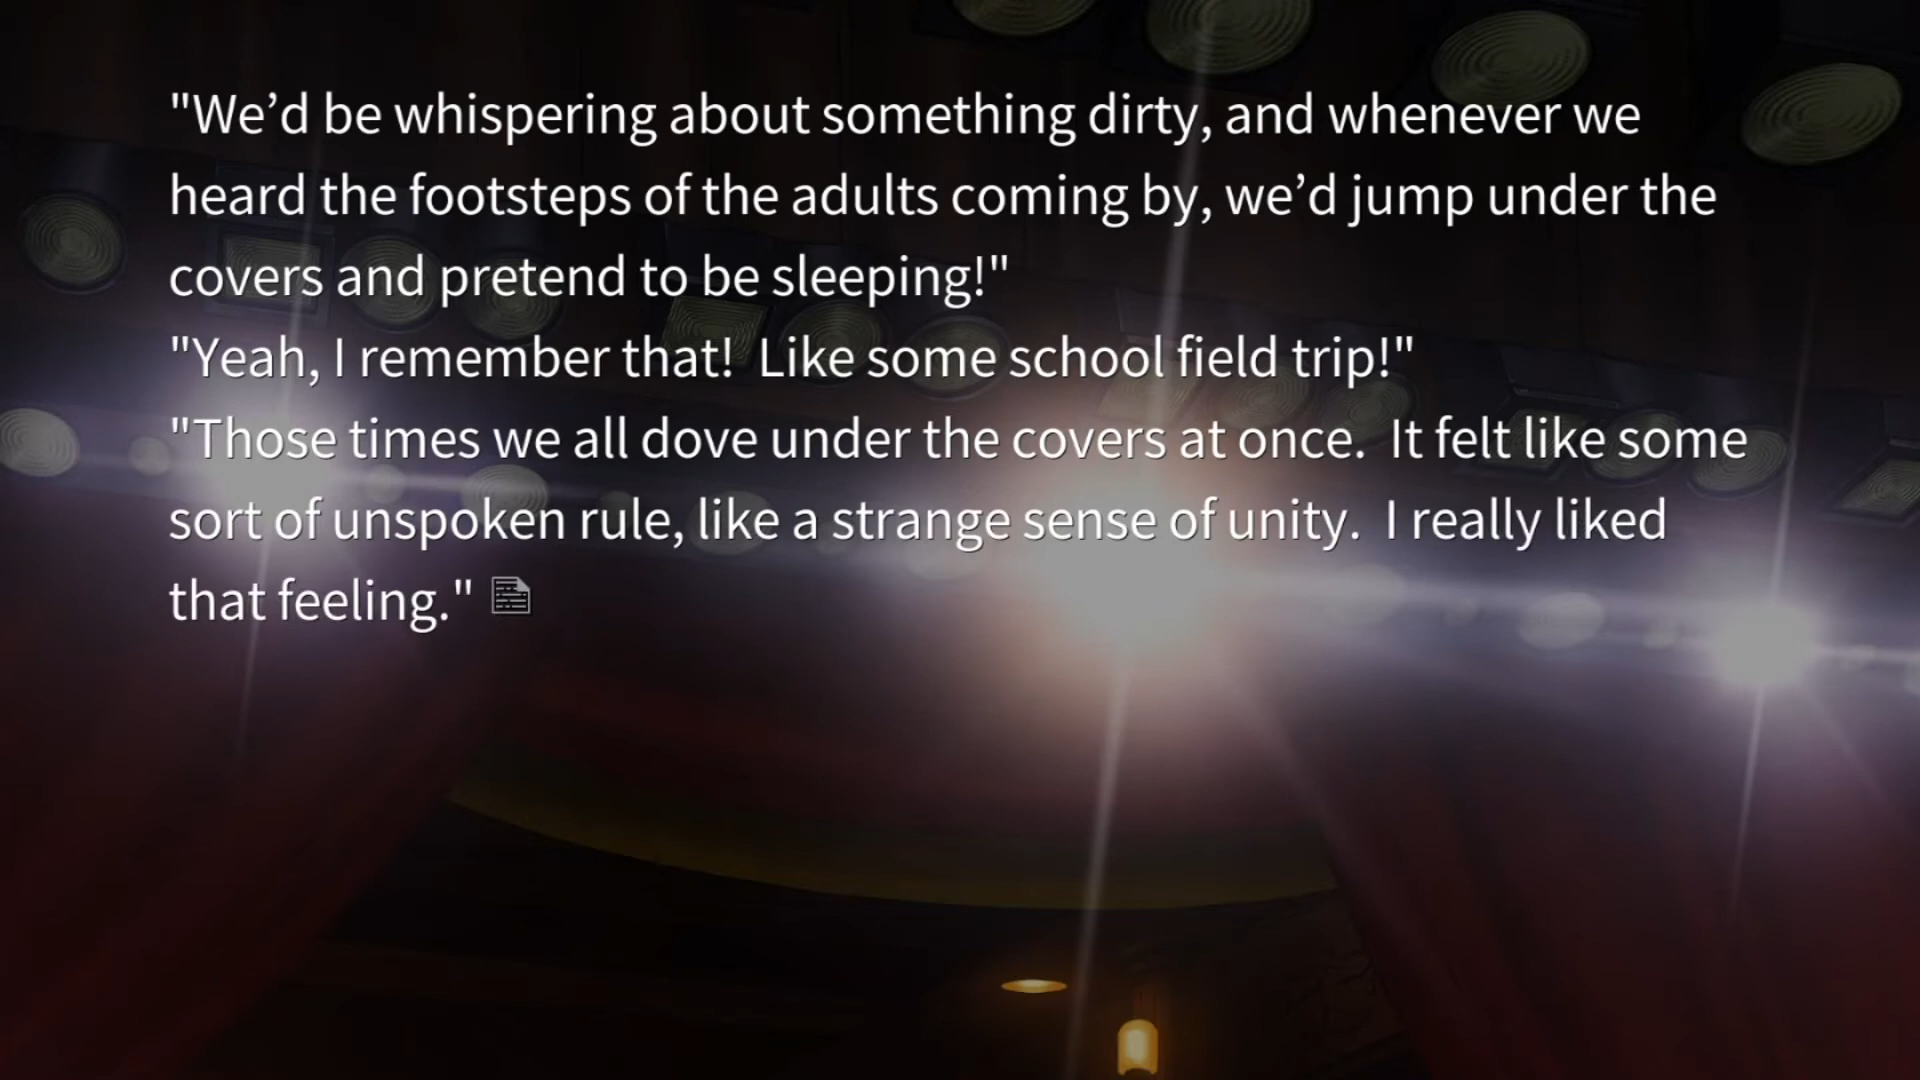 "We’d be whispering about something dirty, and whenever we
heard the footsteps of the adults coming by, we’d jump under the
covers and pretend to be sleeping!"
"Yeah, I remember that!  Like some school field trip!"
"Those times we all dove under the covers at once.  It felt like some
sort of unspoken rule, like a strange sense of unity.  I really liked
that feeling."